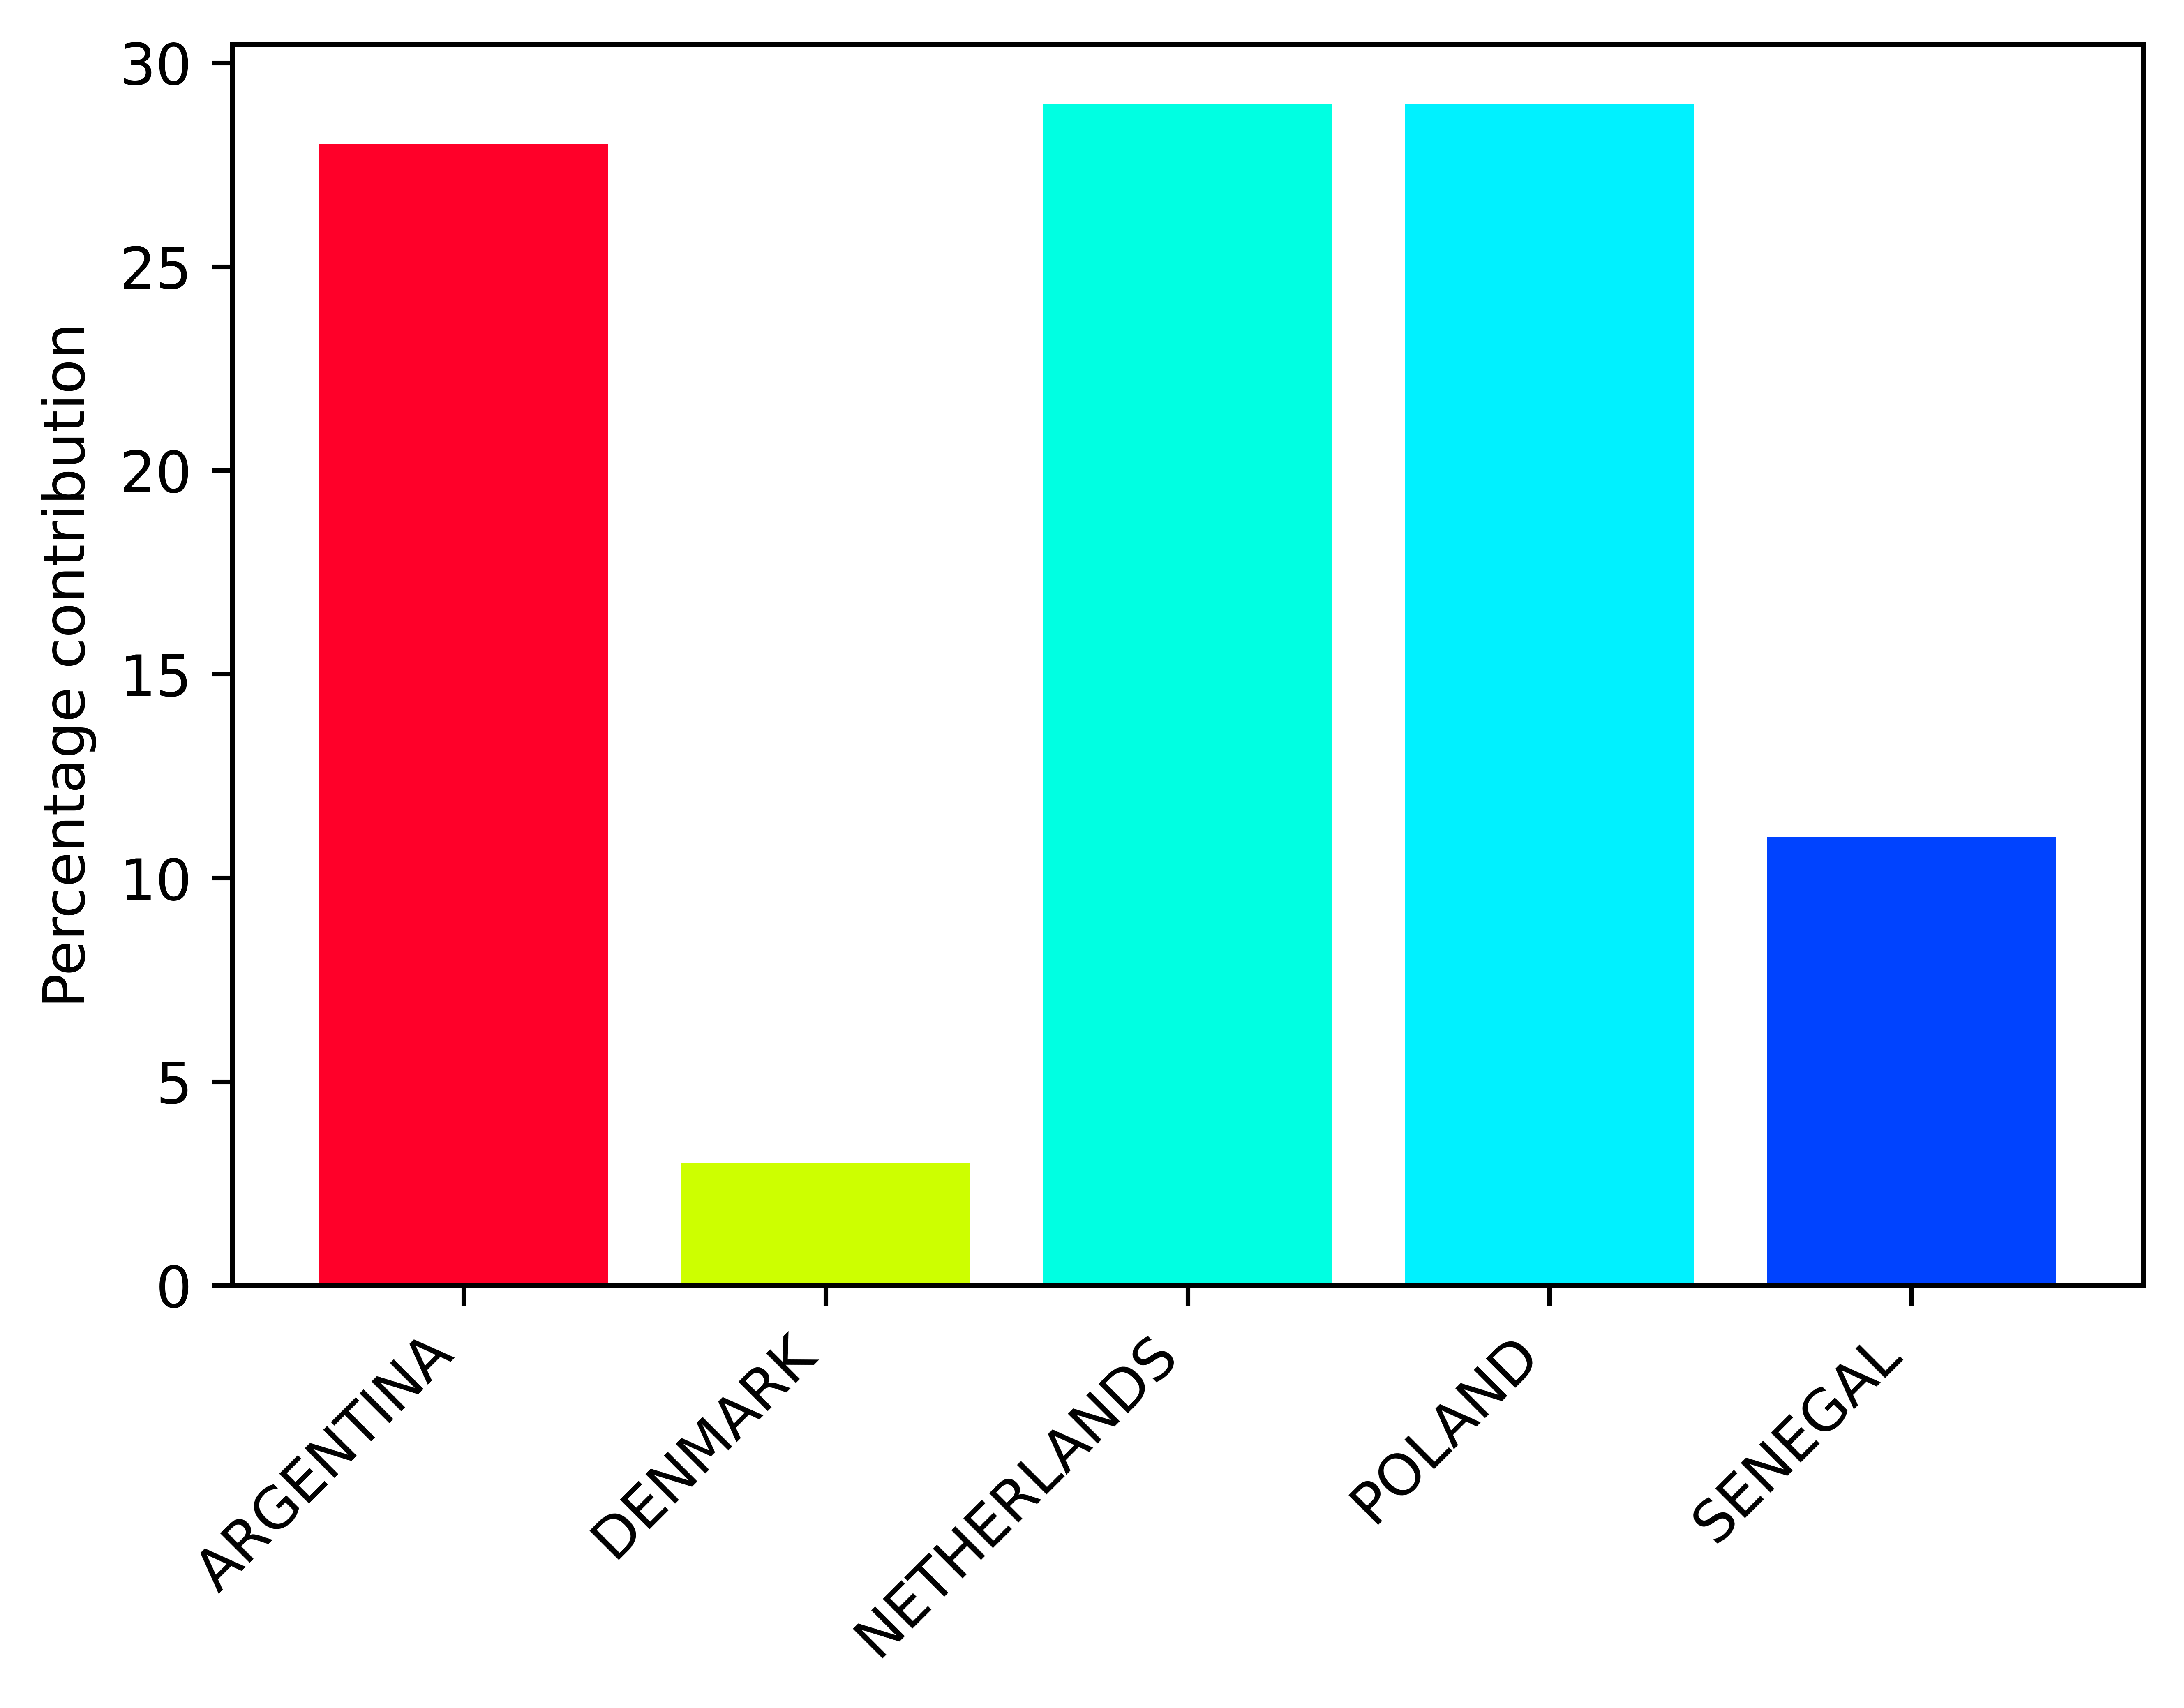 Percentage contribution
30
25
20
15
10
5
0
ARGENTINA
DENMARK
NETHERLANDS
POLAND
SENEGAL